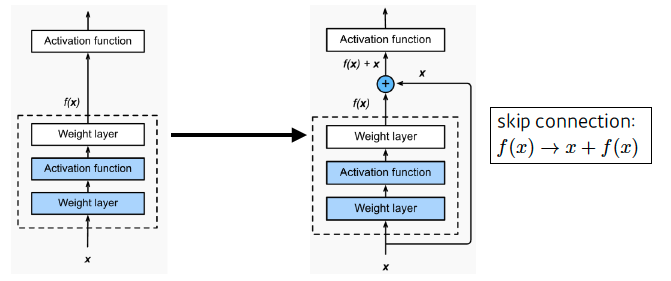 Activation function
f(x)
Weight layer
Activation function
Weight layer
x
Activation function
f(x) + x
x
+
f(x)
Weight layer
Activation function
Weight layer
x
skip connection:
f(x) → x + f(x)